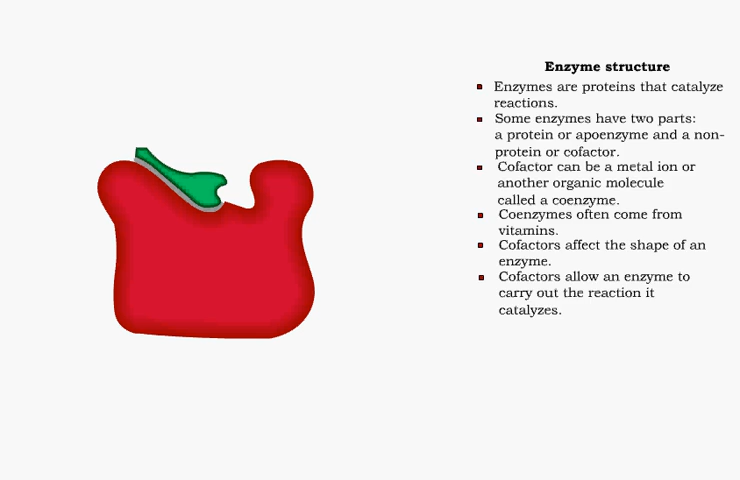 Enzyme structure
Enzymes are proteins that catalyze
reactions.
Some enzymes have two parts:
a protein or apoenzyme and a non-
protein or cofactor.
Cofactor can be a metal ion or
another organic molecule
called a coenzyme.
Coenzymes often come from
vitamins.
Cofactors affect the shape of an
enzyme.
Cofactors allow an enzyme to
carry out the reaction it
catalyzes.